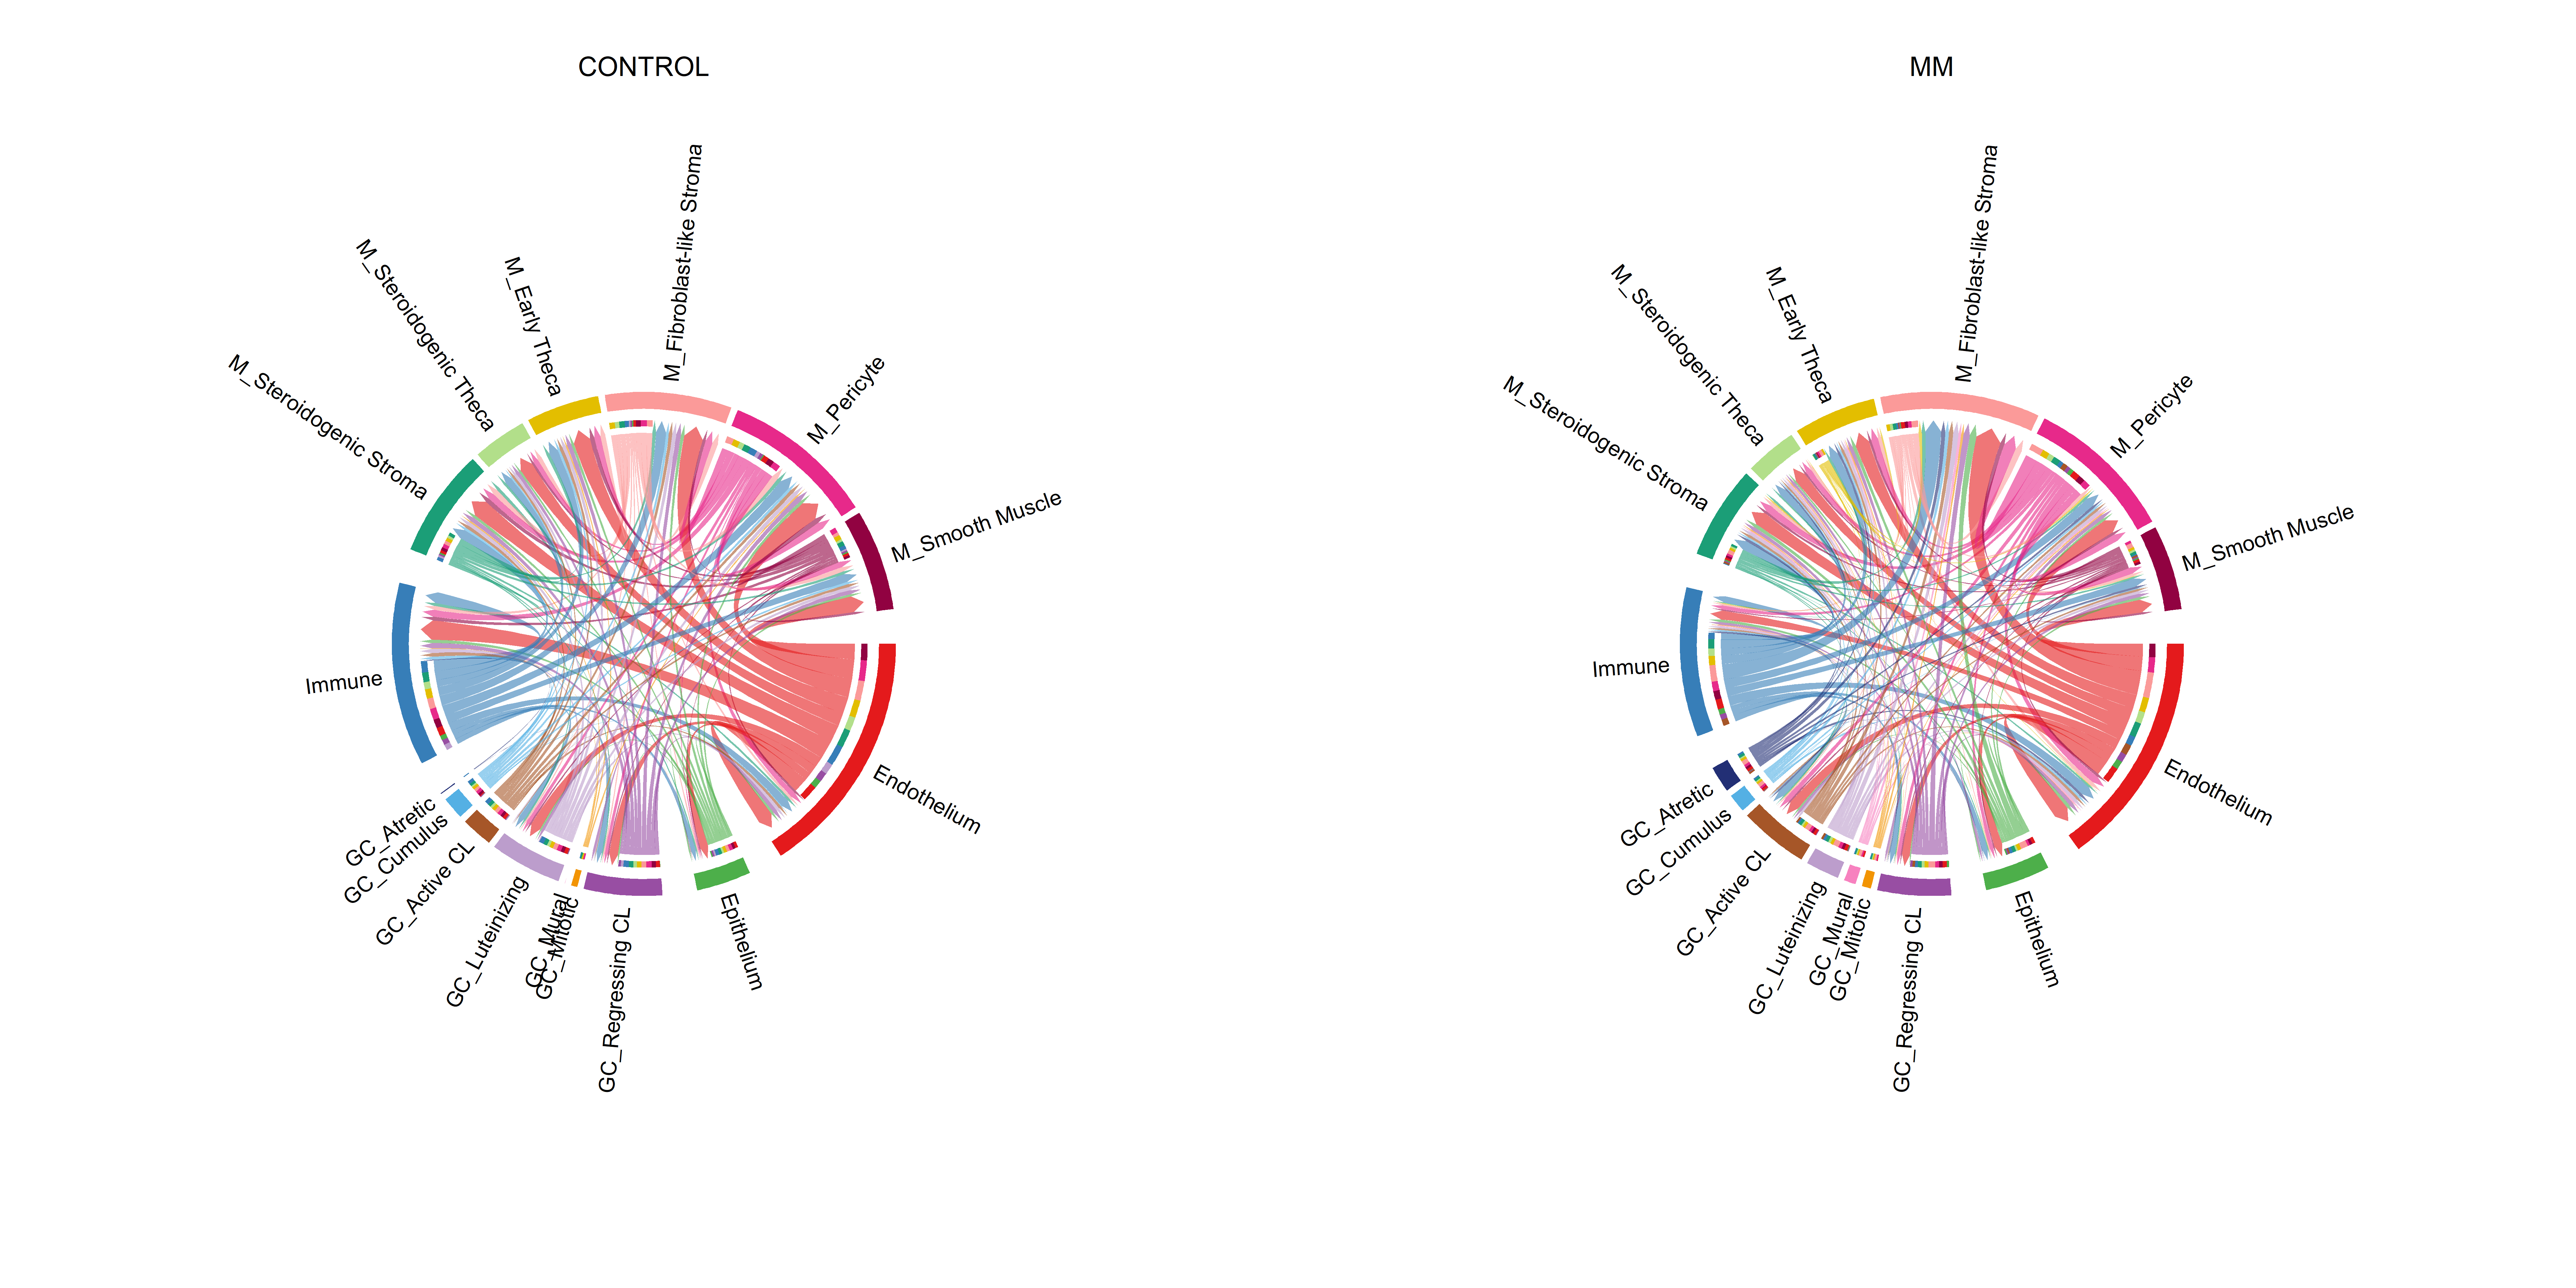 CONTROL
M_Fibroblast-like Stroma
M_Early Theca
M_Steroidogenic Theca
M_Steroidogenic Stroma
M_Pericyte
M_Smooth Muscle
Immune
Endothelium
GC_Atretic
GC_Cumulus
GC_Active CL
GC_Luteinizing
GC_Mural
GC_Mitotic
GC_Regressing CL
Epithelium
MM
M_Fibroblast-like Stroma
M_Early Theca
M_Steroidogenic Theca
M_Steroidogenic Stroma
M_Pericyte
M_Smooth Muscle
Immune
Endothelium
GC_Atretic
GC_Cumulus
GC_Active CL
GC_Luteinizing
GC_Mural
GC_Mitotic
GC_Regressing CL
Epithelium